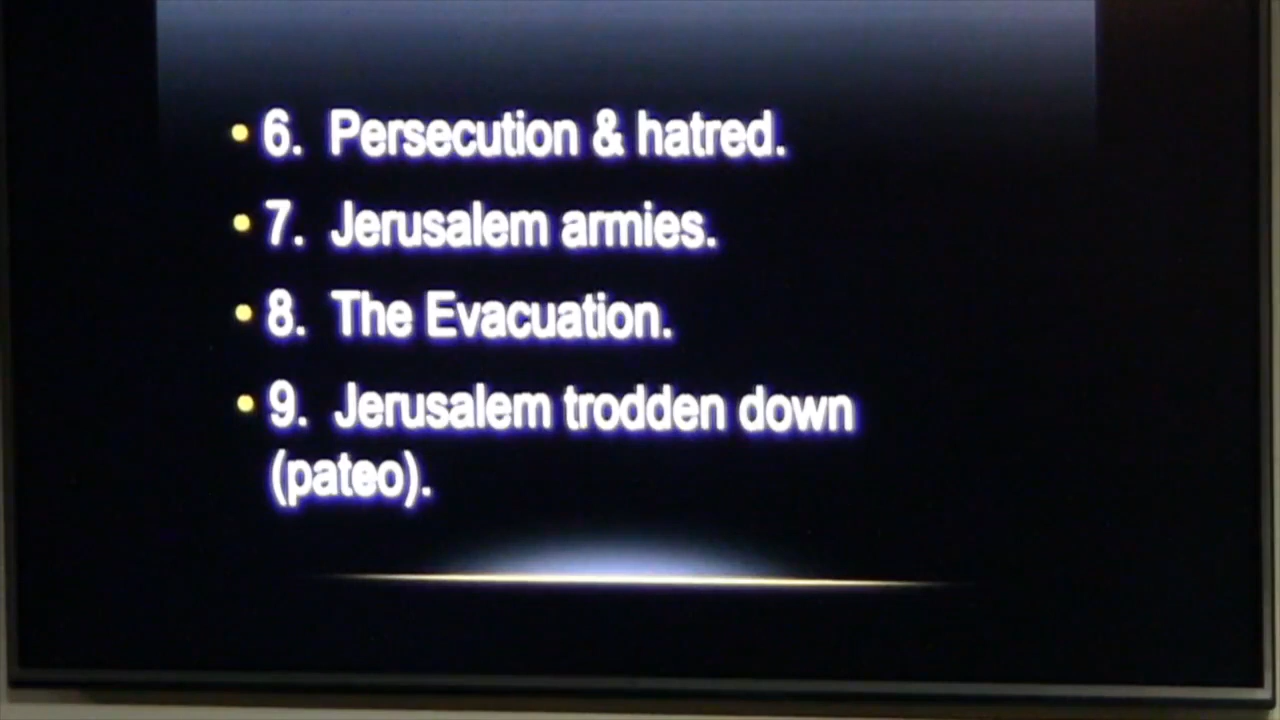 • 6. Persecution & hatred.
• 7. Jerusalem armies.
• 8. The Evacuation.
• 9. Jerusalem trodden down
(pateo).